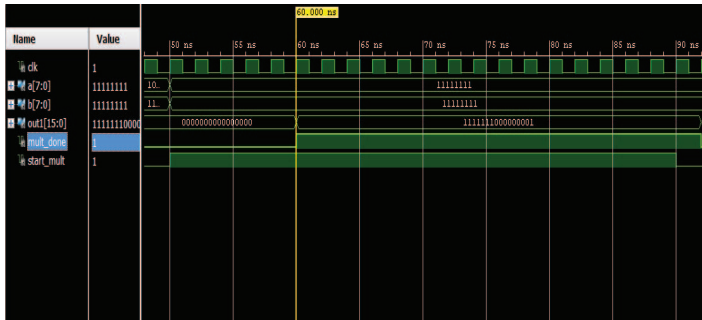 60.000 ns
Name Value
50 ns 55 ns 60 ns 65 ns 70 ns 75 ns 80 ns 85 ns 90 ns
clk 1
a[7:0] 11111111 10... 11111111
b[7:0] 11111111 11... 11111111
out1[15:0] 11111110000 0000000000000000 1111111000000001
mult_done 1
start_mult 1